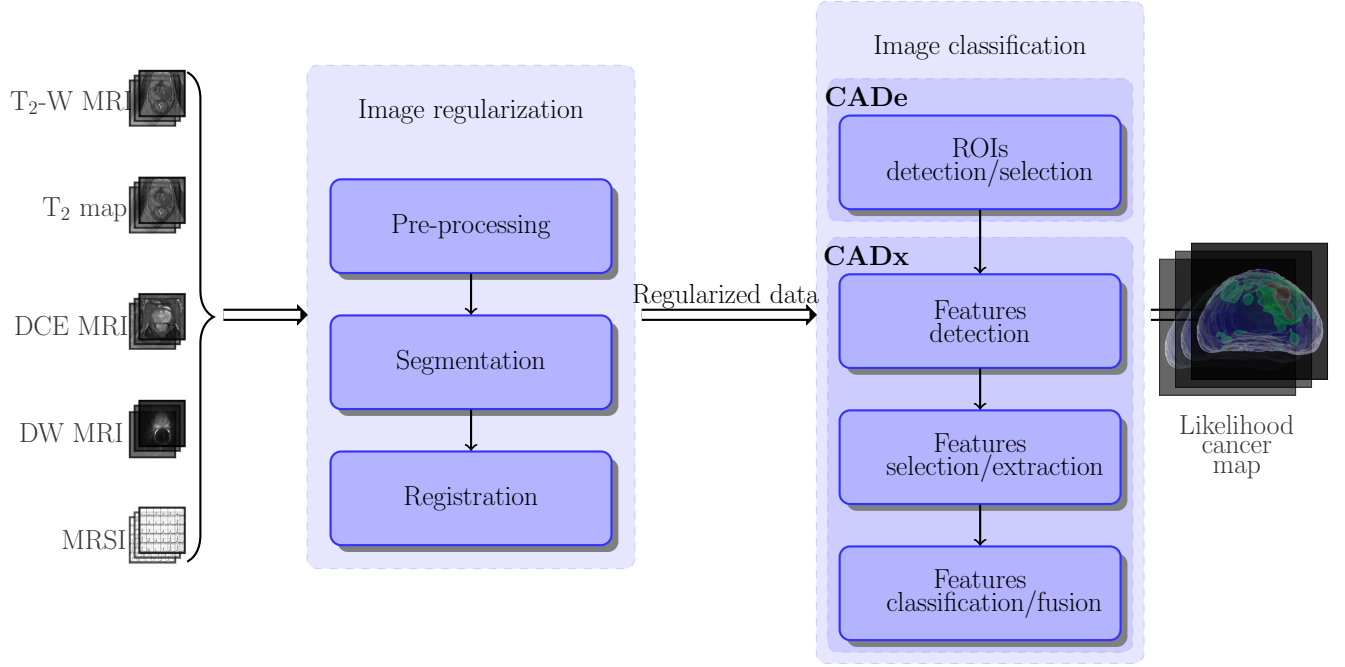 T₂-W MRI
T₂ map
DCE MRI
DW MRI
MRSI
Image regularization
Pre-processing
Segmentation
Registration
Regularized data
Image classification
CADe
ROIs
detection/selection
CADx
Features
detection
Features
selection/extraction
Features
classification/fusion
Likelihood
cancer
map